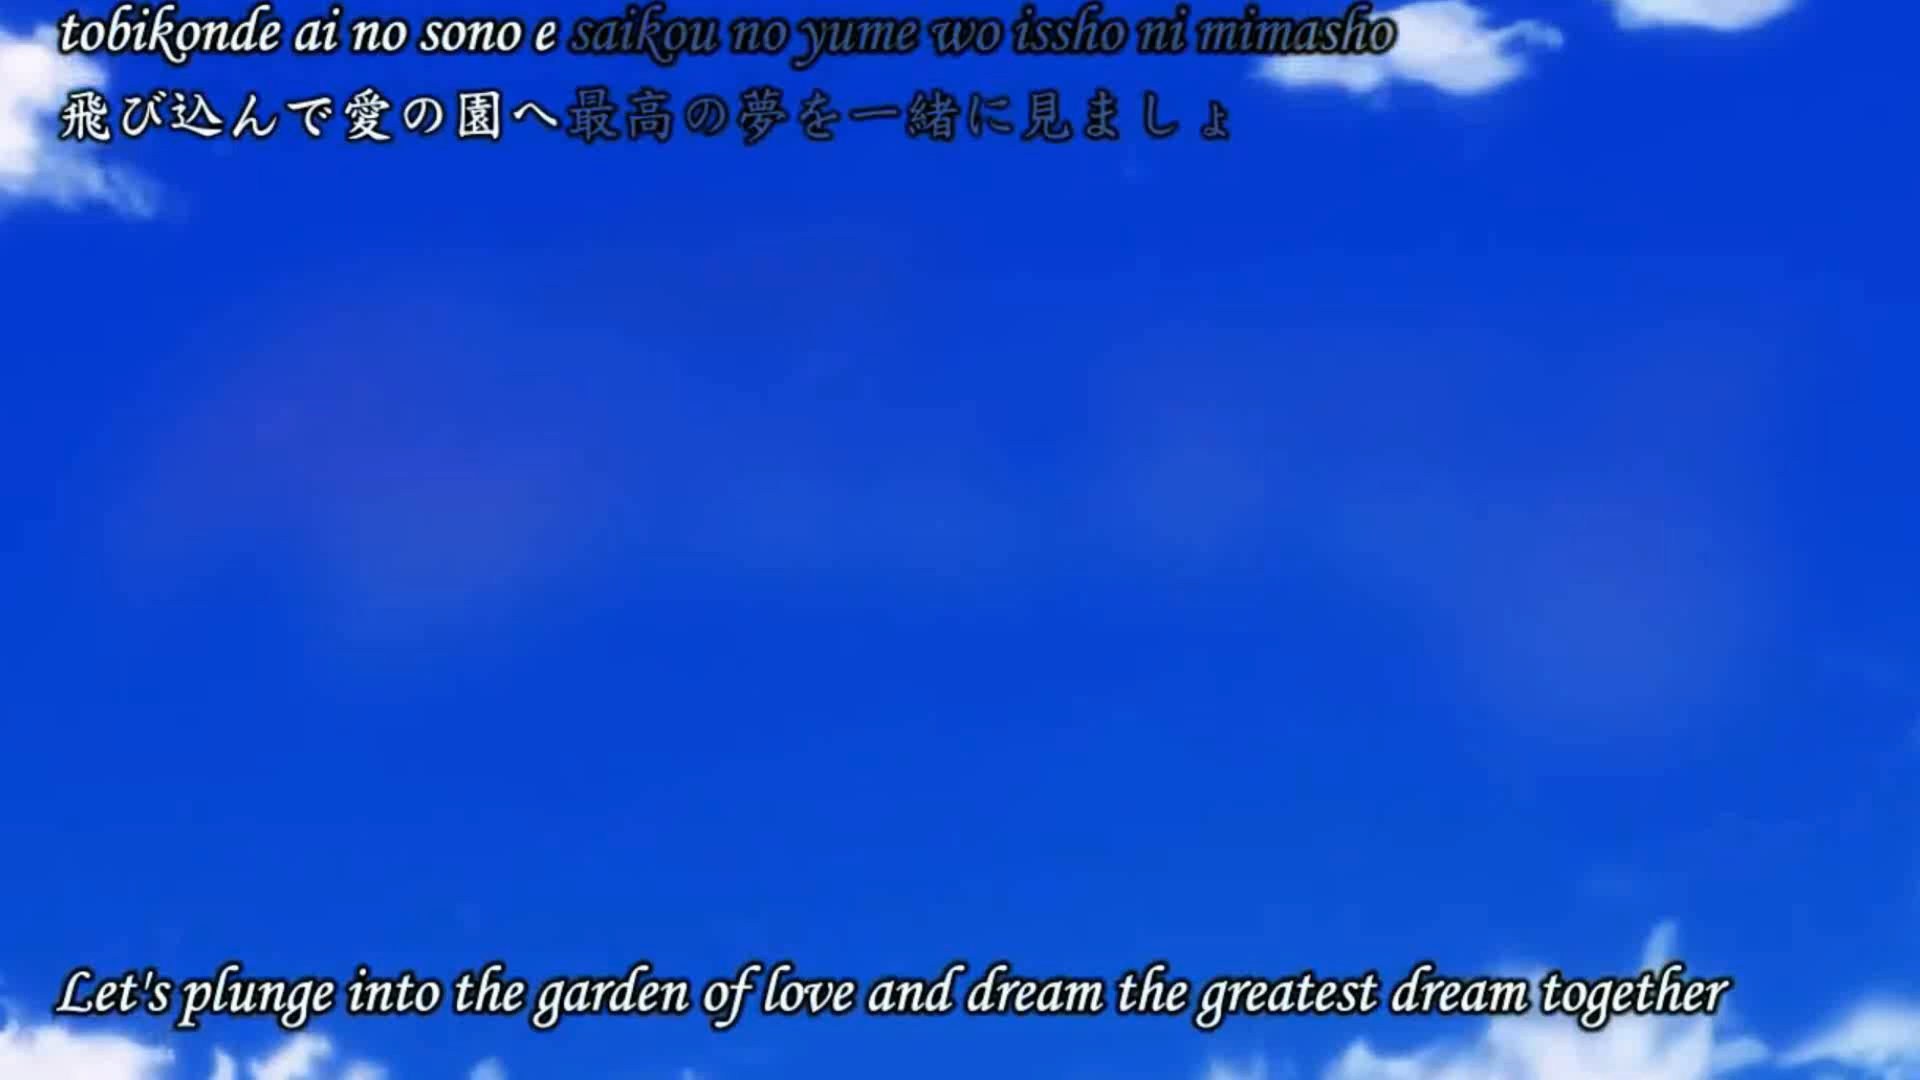 tobikonde ai no sono e saikou no yume wo issho ni mimasho
飛び込んで愛の園へ最高の夢を一緒に見ましょ
Let's plunge into the garden of love and dream the greatest dream together